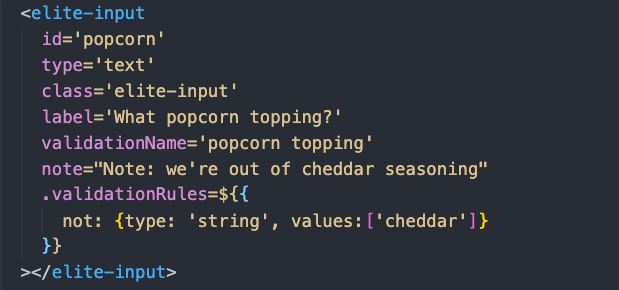 <elite-input
id='popcorn'
type='text'
class='elite-input'
label='What popcorn topping?'
validationName='popcorn topping'
note="Note: we're out of cheddar seasoning"
.validationRules=${{
not: {type: 'string', values:['cheddar']}
}}
></elite-input>